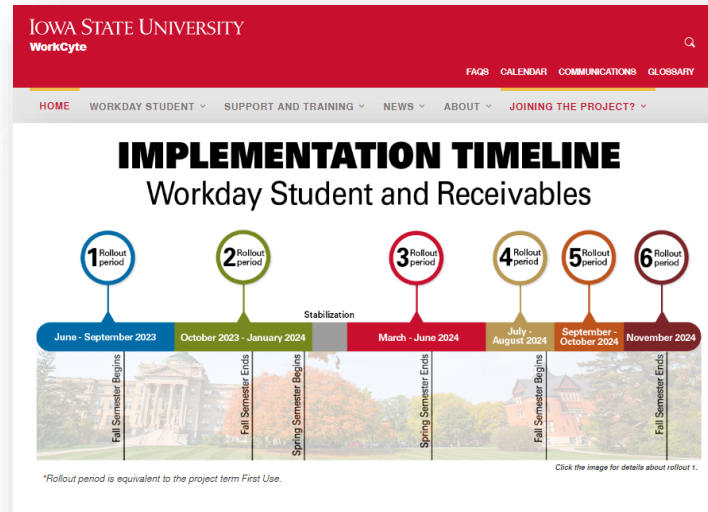 IOWA STATE UNIVERSITY
WorkCyte
FAQS CALENDAR COMMUNICATIONS GLOSSARY
HOME WORKDAY STUDENT SUPPORT AND TRAINING NEWS ABOUT JOINING THE PROJECT?
IMPLEMENTATION TIMELINE
Workday Student and Receivables
1 Rollout period
2 Rollout period
3 Rollout period
4 Rollout period
5 Rollout period
6 Rollout period
Stabilization
June - September 2023
October 2023 - January 2024
March - June 2024
July -
August 2024
September -
October 2024
November 2024
Fall Semester Begins
Fall Semester Ends
Spring Semester Begins
Spring Semester Ends
Fall Semester Begins
Fall Semester Ends
Click the image for details about rollout 1.
*Rollout period is equivalent to the project term First Use.